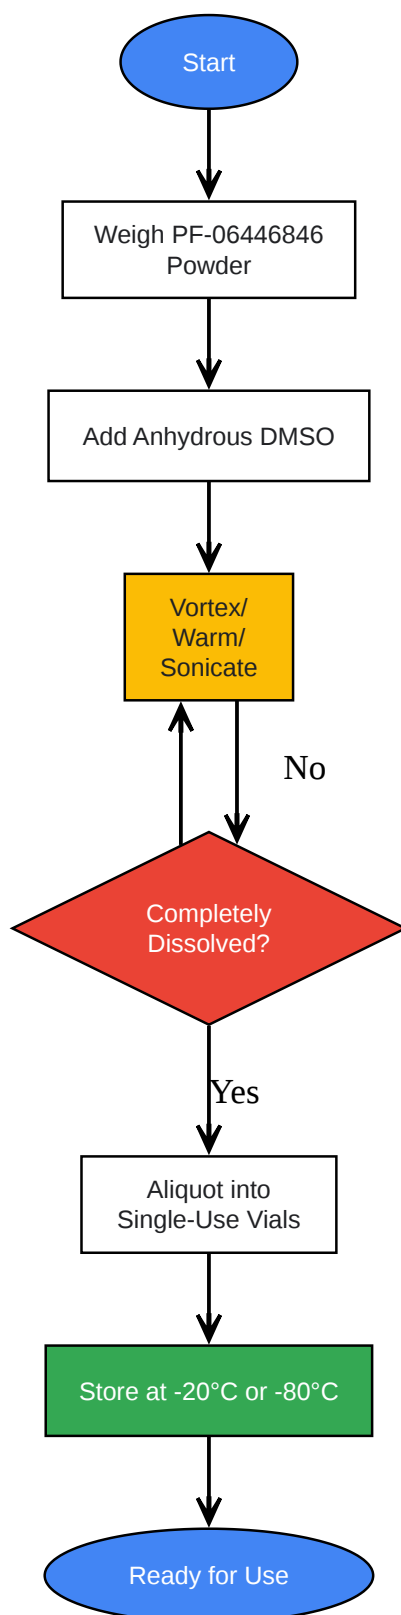 Start
Weigh PF-06446846
Powder
Add Anhydrous DMSO
Vortex/
Warm/
Sonicate
No
Completely
Dissolved?
Yes
Aliquot into
Single-Use Vials
Store at -20°C or -80°C
Ready for Use